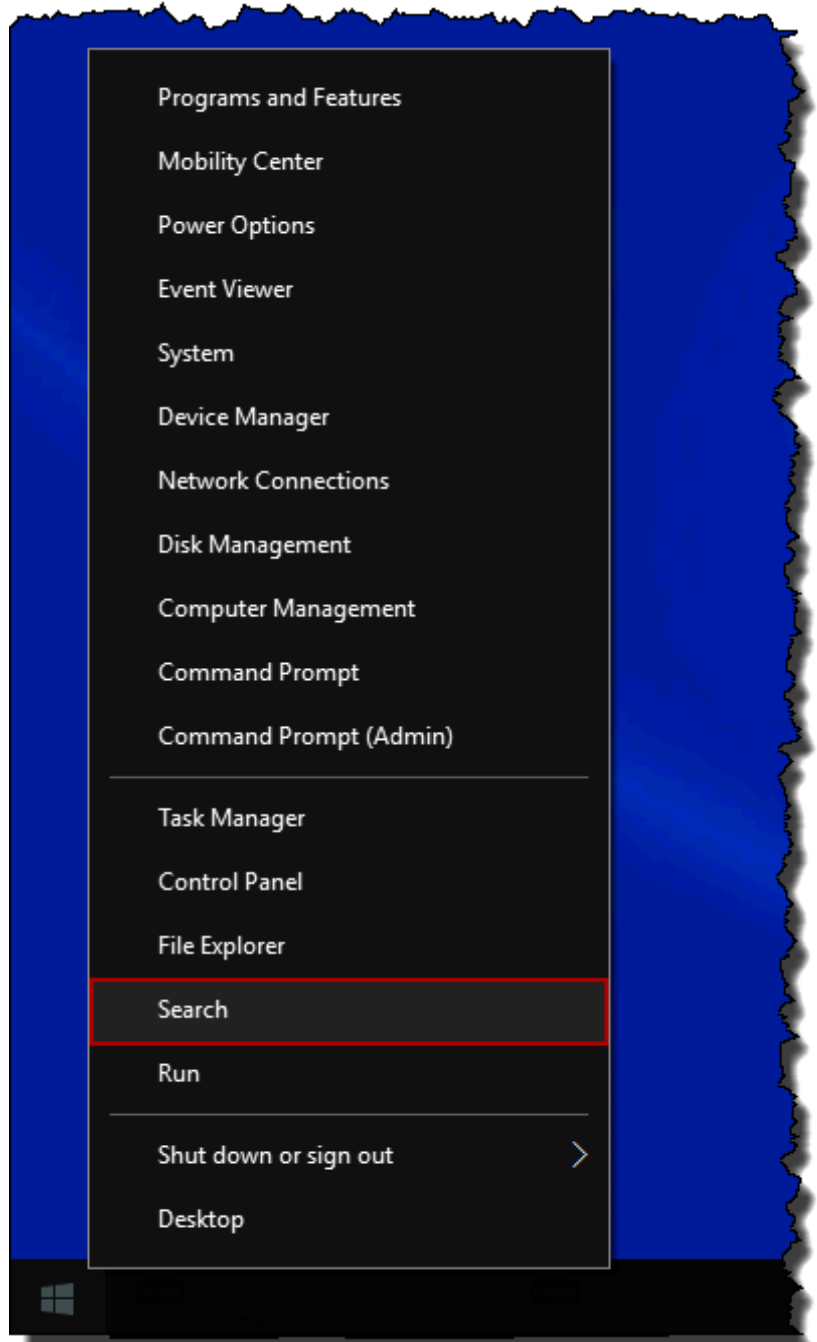 Programs and Features
Mobility Center
Power Options
Event Viewer
System
Device Manager
Network Connections
Disk Management
Computer Management
Command Prompt
Command Prompt (Admin)
Task Manager
Control Panel
File Explorer
Search
Run
Shut down or sign out
Desktop